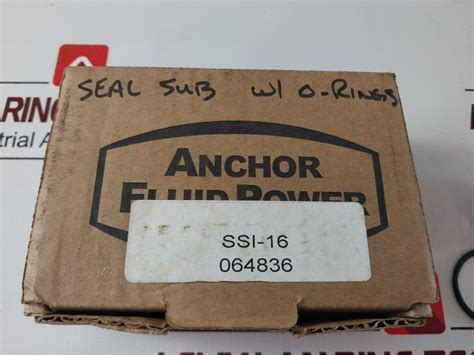 SEAL SUB W/ O-RINGS
ANCHOR
FLUID POWER
SSI-16
064836